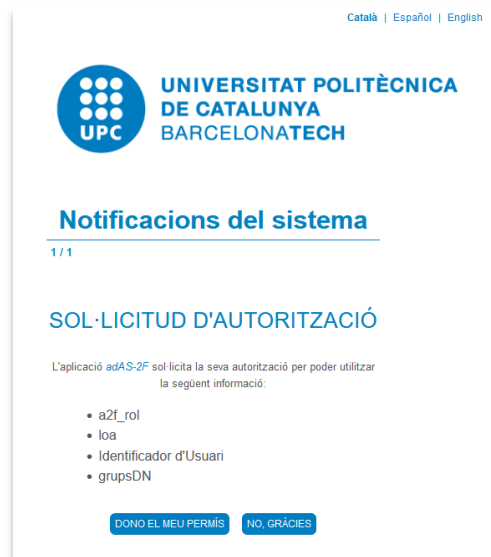 Català | Español | English
UPC
UNIVERSITAT POLITÈCNICA
DE CATALUNYA
BARCELONATECH
Notificacions del sistema
1 / 1
SOL·LICITUD D'AUTORITZACIÓ
L'aplicació adAS-2F sol·licita la seva autorització per poder utilitzar
la següent informació:
• a2f_rol
• loa
• Identificador d'Usuari
• grupsDN
DONO EL MEU PERMÍS NO, GRÀCIES